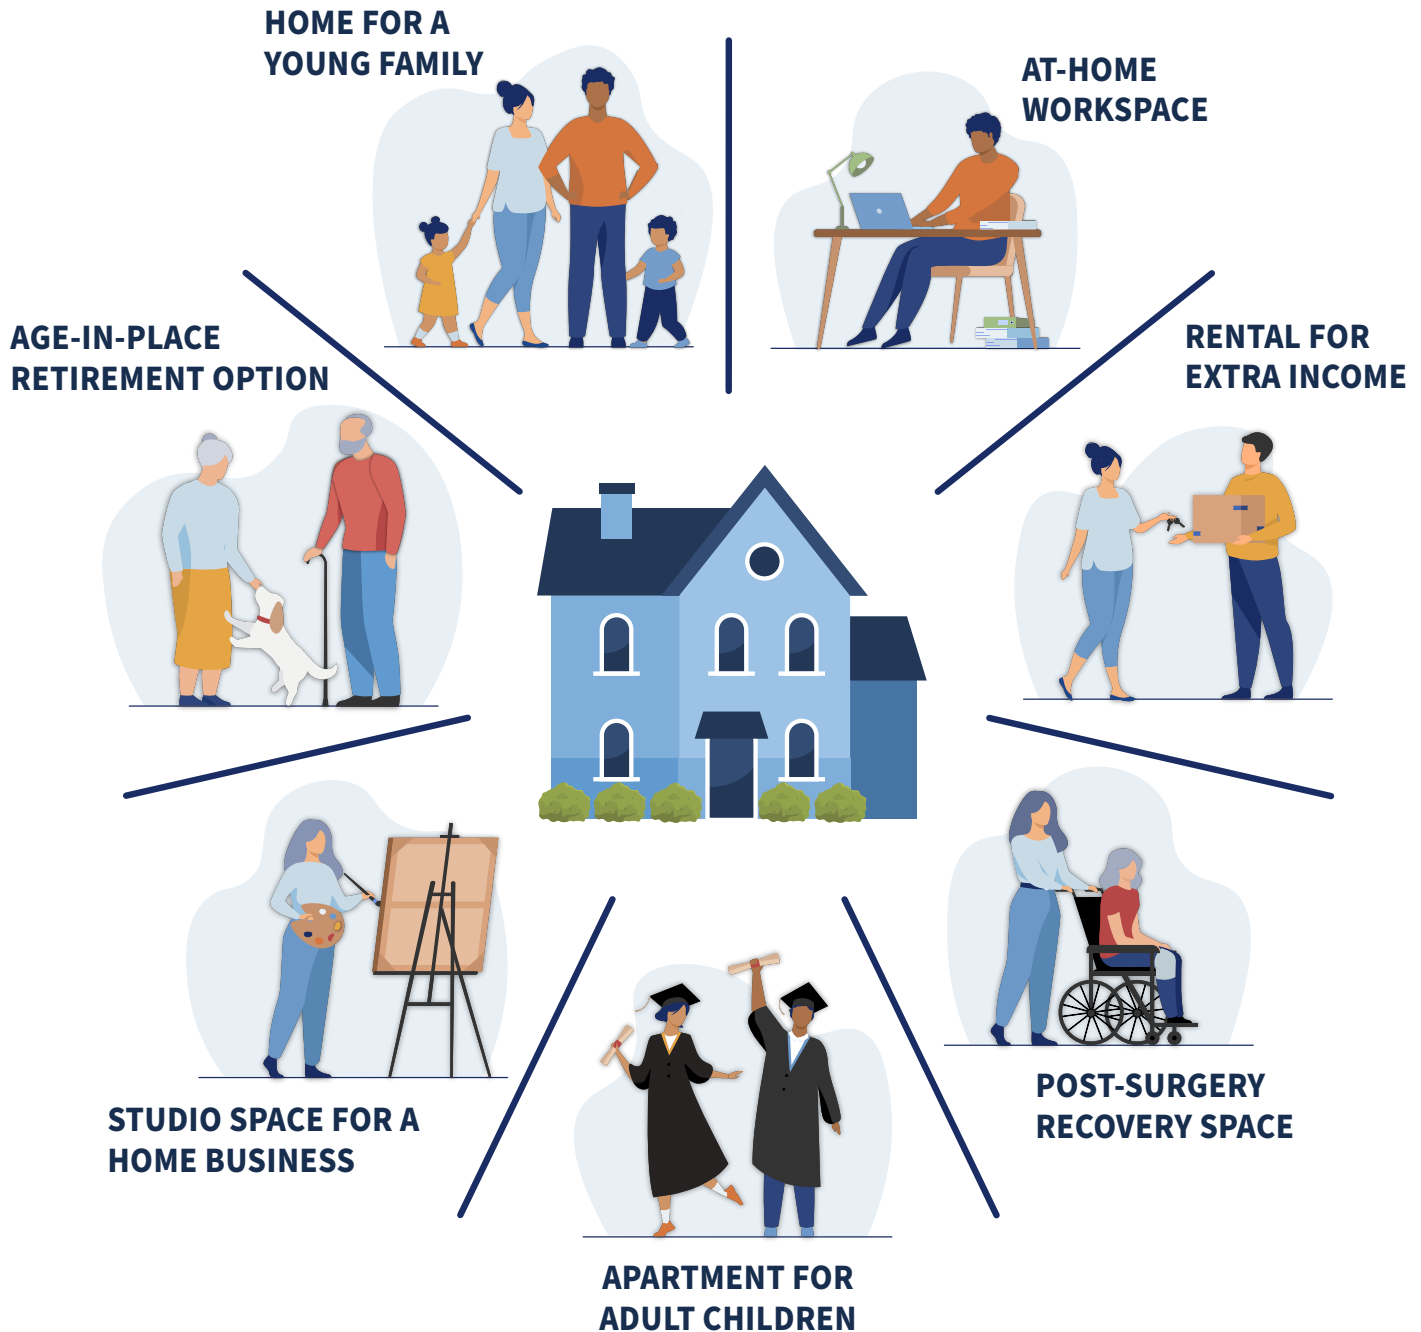 HOME FOR A
YOUNG FAMILY
AT-HOME
WORKSPACE
AGE-IN-PLACE
RETIREMENT OPTION
RENTAL FOR
EXTRA INCOME
STUDIO SPACE FOR A
HOME BUSINESS
POST-SURGERY
RECOVERY SPACE
APARTMENT FOR
ADULT CHILDREN